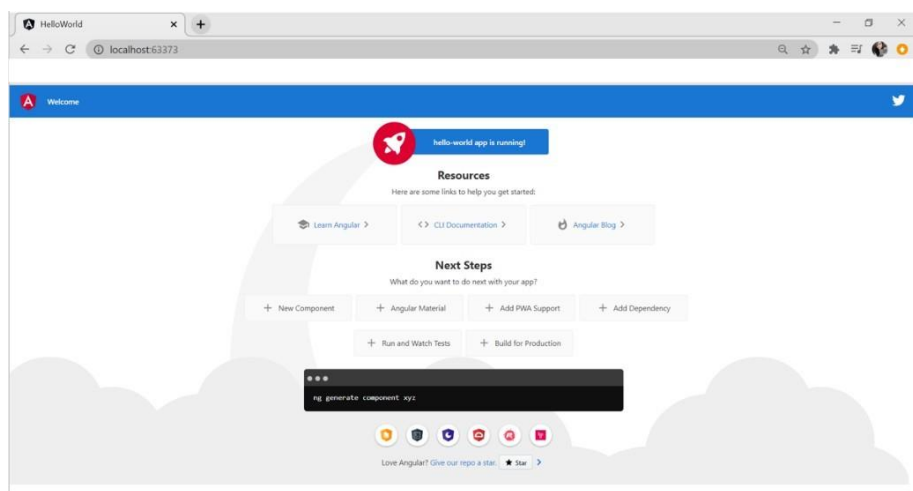 HelloWorld
localhost:63373
A Welcome
hello-world app is running!
Resources
Here are some links to help you get started:
Learn Angular
CLI Documentation
Angular Blog
Next Steps
What do you want to do next with your app?
New Component
Angular Material
Add PWA Support
Add Dependency
Run and Watch Tests
Build for Production
ng generate component xyz
Love Angular? Give our repo a star. Star